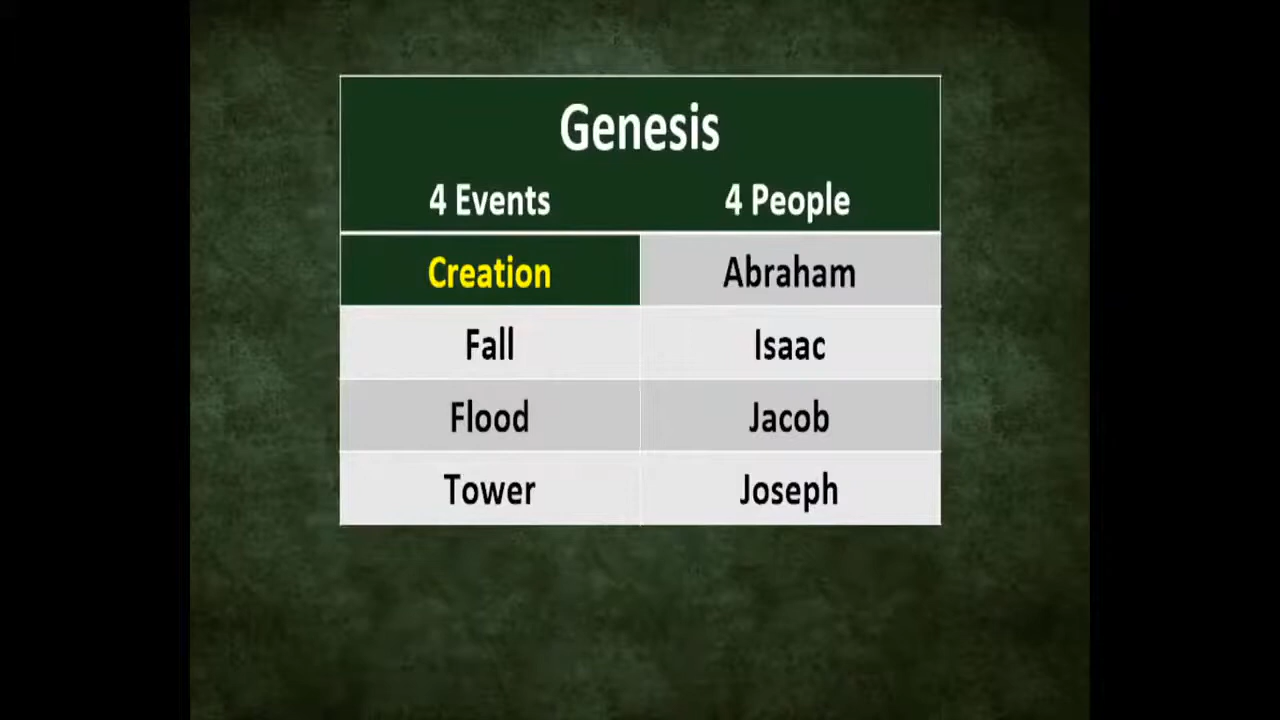 Genesis
4 Events 4 People
Creation Abraham
Fall Isaac
Flood Jacob
Tower Joseph